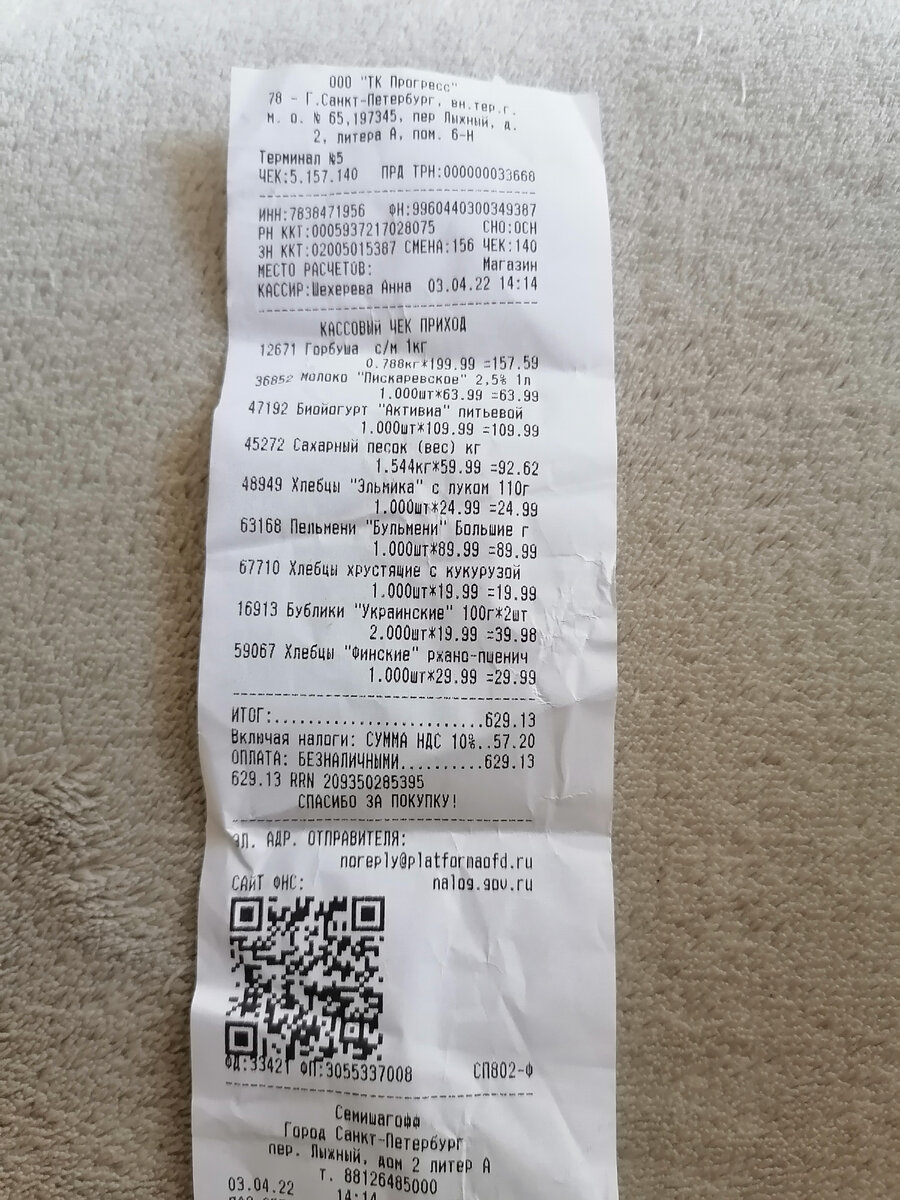 ООО "ТК Прогресс"
78 - Г.Санкт-Петербург, вн.тер.г.
м. о. № 65,197345, пер Лыжный, д.
2, литера А, пом. 6-Н
Терминал №5
ЧЕК:5.157.140 ПРД ТРН:000000033668
ИНН:7838471956 ФН:9960440300349387
РН ККТ:0005937217028075 СНО:ОСН
ЗН ККТ:02005015387 СМЕНА:156 ЧЕК:140
МЕСТО РАСЧЕТОВ: Магазин
КАССИР:Шехерева Анна 03.04.22 14:14
КАССОВЫЙ ЧЕК ПРИХОД
12671 Горбуша с/м 1кг
0.788кг*199.99 =157.59
36852 Молоко "Пискаревское" 2,5% 1л
1.000шт*63.99 =63.99
47192 Биойогурт "Активиа" питьевой
1.000шт*109.99 =109.99
45272 Сахарный песок (вес) кг
1.544кг*59.99 =92.62
48949 Хлебцы "Эльмика" с луком 110г
1.000шт*24.99 =24.99
63168 Пельмени "Бульмени" Большие г
1.000шт*89.99 =89.99
67710 Хлебцы хрустящие с кукурузой
1.000шт*19.99 =19.99
16913 Бублики "Украинские" 100г*2шт
2.000шт*19.99 =39.98
59067 Хлебцы "Финские" ржано-пшенич
1.000шт*29.99 =29.99
ИТОГ:........................629.13
Включая налоги: СУММА НДС 10%..57.20
ОПЛАТА: БЕЗНАЛИЧНЫМИ..........629.13
629.13 RRN 209350285395
СПАСИБО ЗА ПОКУПКУ!
ЭЛ. АДР. ОТПРАВИТЕЛЯ:
noreply@platformaofd.ru
САЙТ ФНС: nalog.gov.ru
ФД:33421 ФП:3055337008 СП802-Ф
Семишагофф
Город Санкт-Петербург
пер. Лыжный, дом 2 литер А
т. 88126485000
03.04.22 14:14